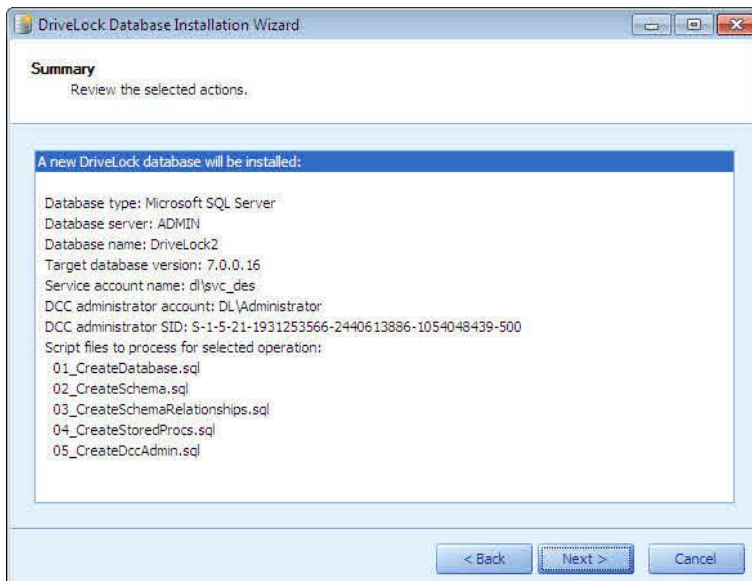 DriveLock Database Installation Wizard
Summary
Review the selected actions.
A new DriveLock database will be installed:
Database type: Microsoft SQL Server
Database server: ADMIN
Database name: DriveLock2
Target database version: 7.0.0.16
Service account name: dl\svc_des
DCC administrator account: DL\Administrator
DCC administrator SID: S-1-5-21-1931253566-2440613886-1054048439-500
Script files to process for selected operation:
01_CreateDatabase.sql
02_CreateSchema.sql
03_CreateSchemaRelationships.sql
04_CreateStoredProcs.sql
05_CreateDccAdmin.sql
< Back Next > Cancel